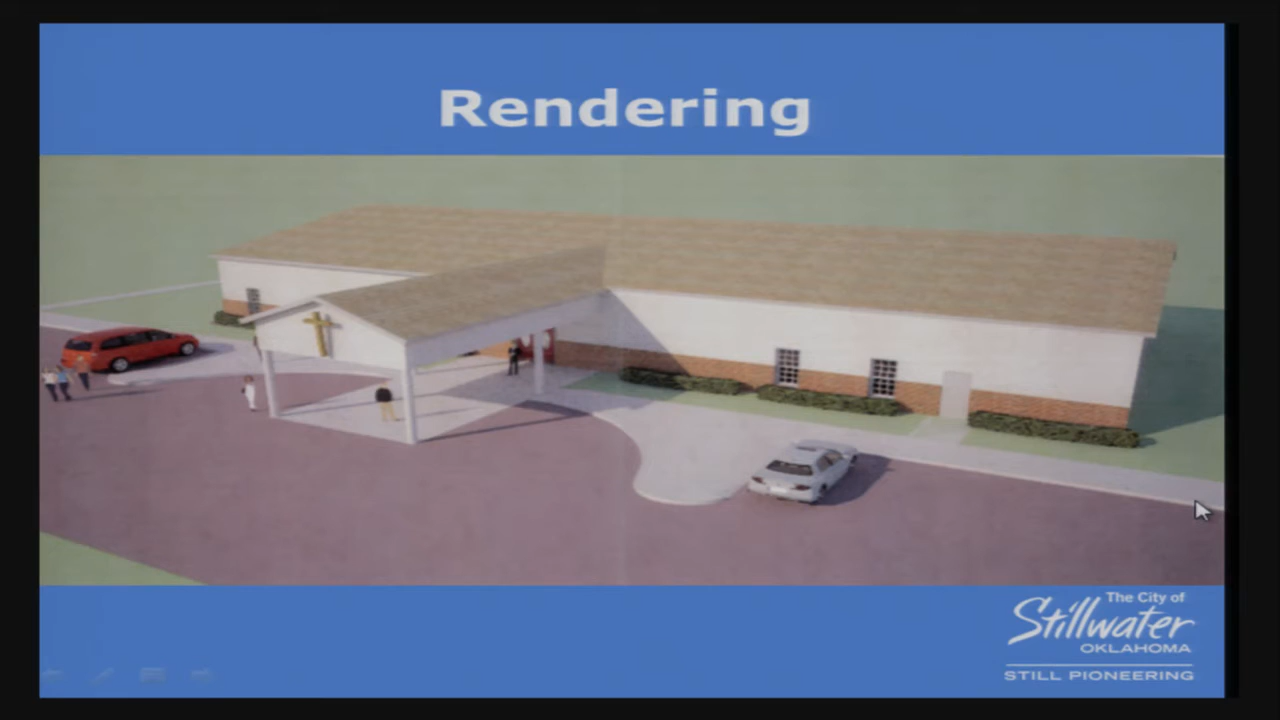 Rendering
The City of
Stillwater
OKLAHOMA
STILL PIONEERING